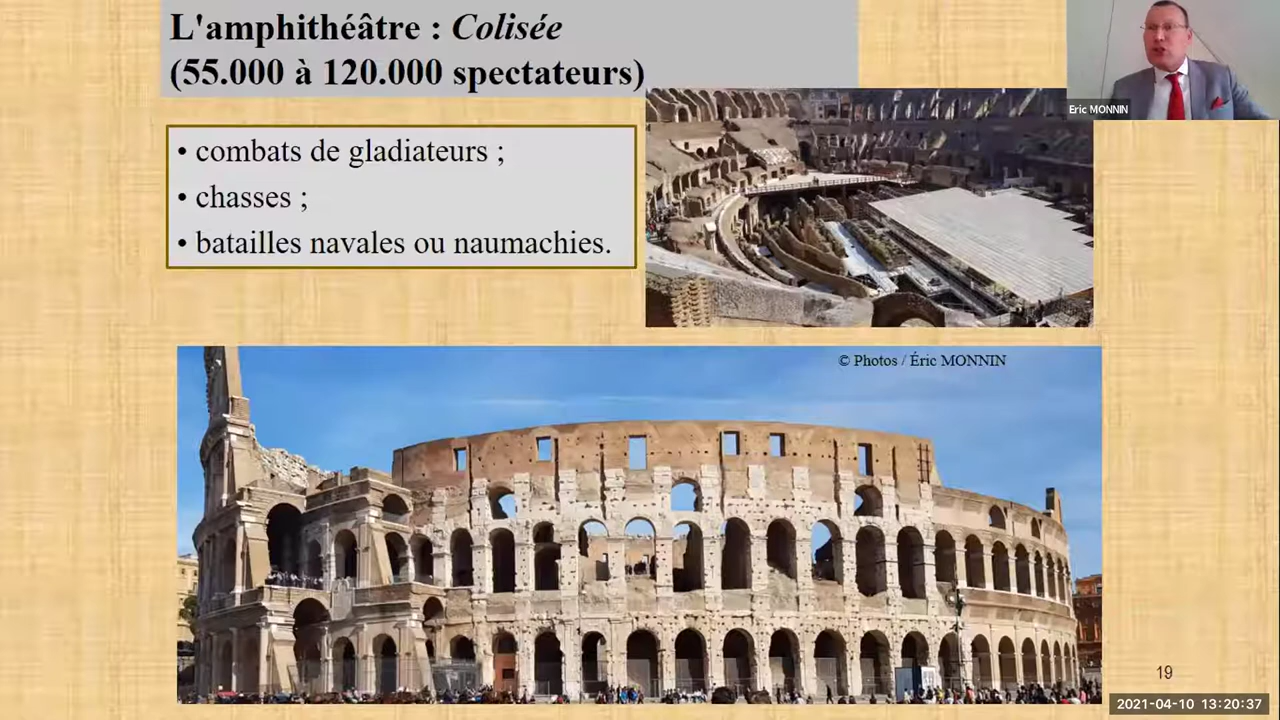 L'amphithéâtre : Colisée
(55.000 à 120.000 spectateurs)
Eric MONNIN
• combats de gladiateurs ;
• chasses ;
• batailles navales ou naumachies.
© Photos / Éric MONNIN
19
2021-04-10 13:20:37